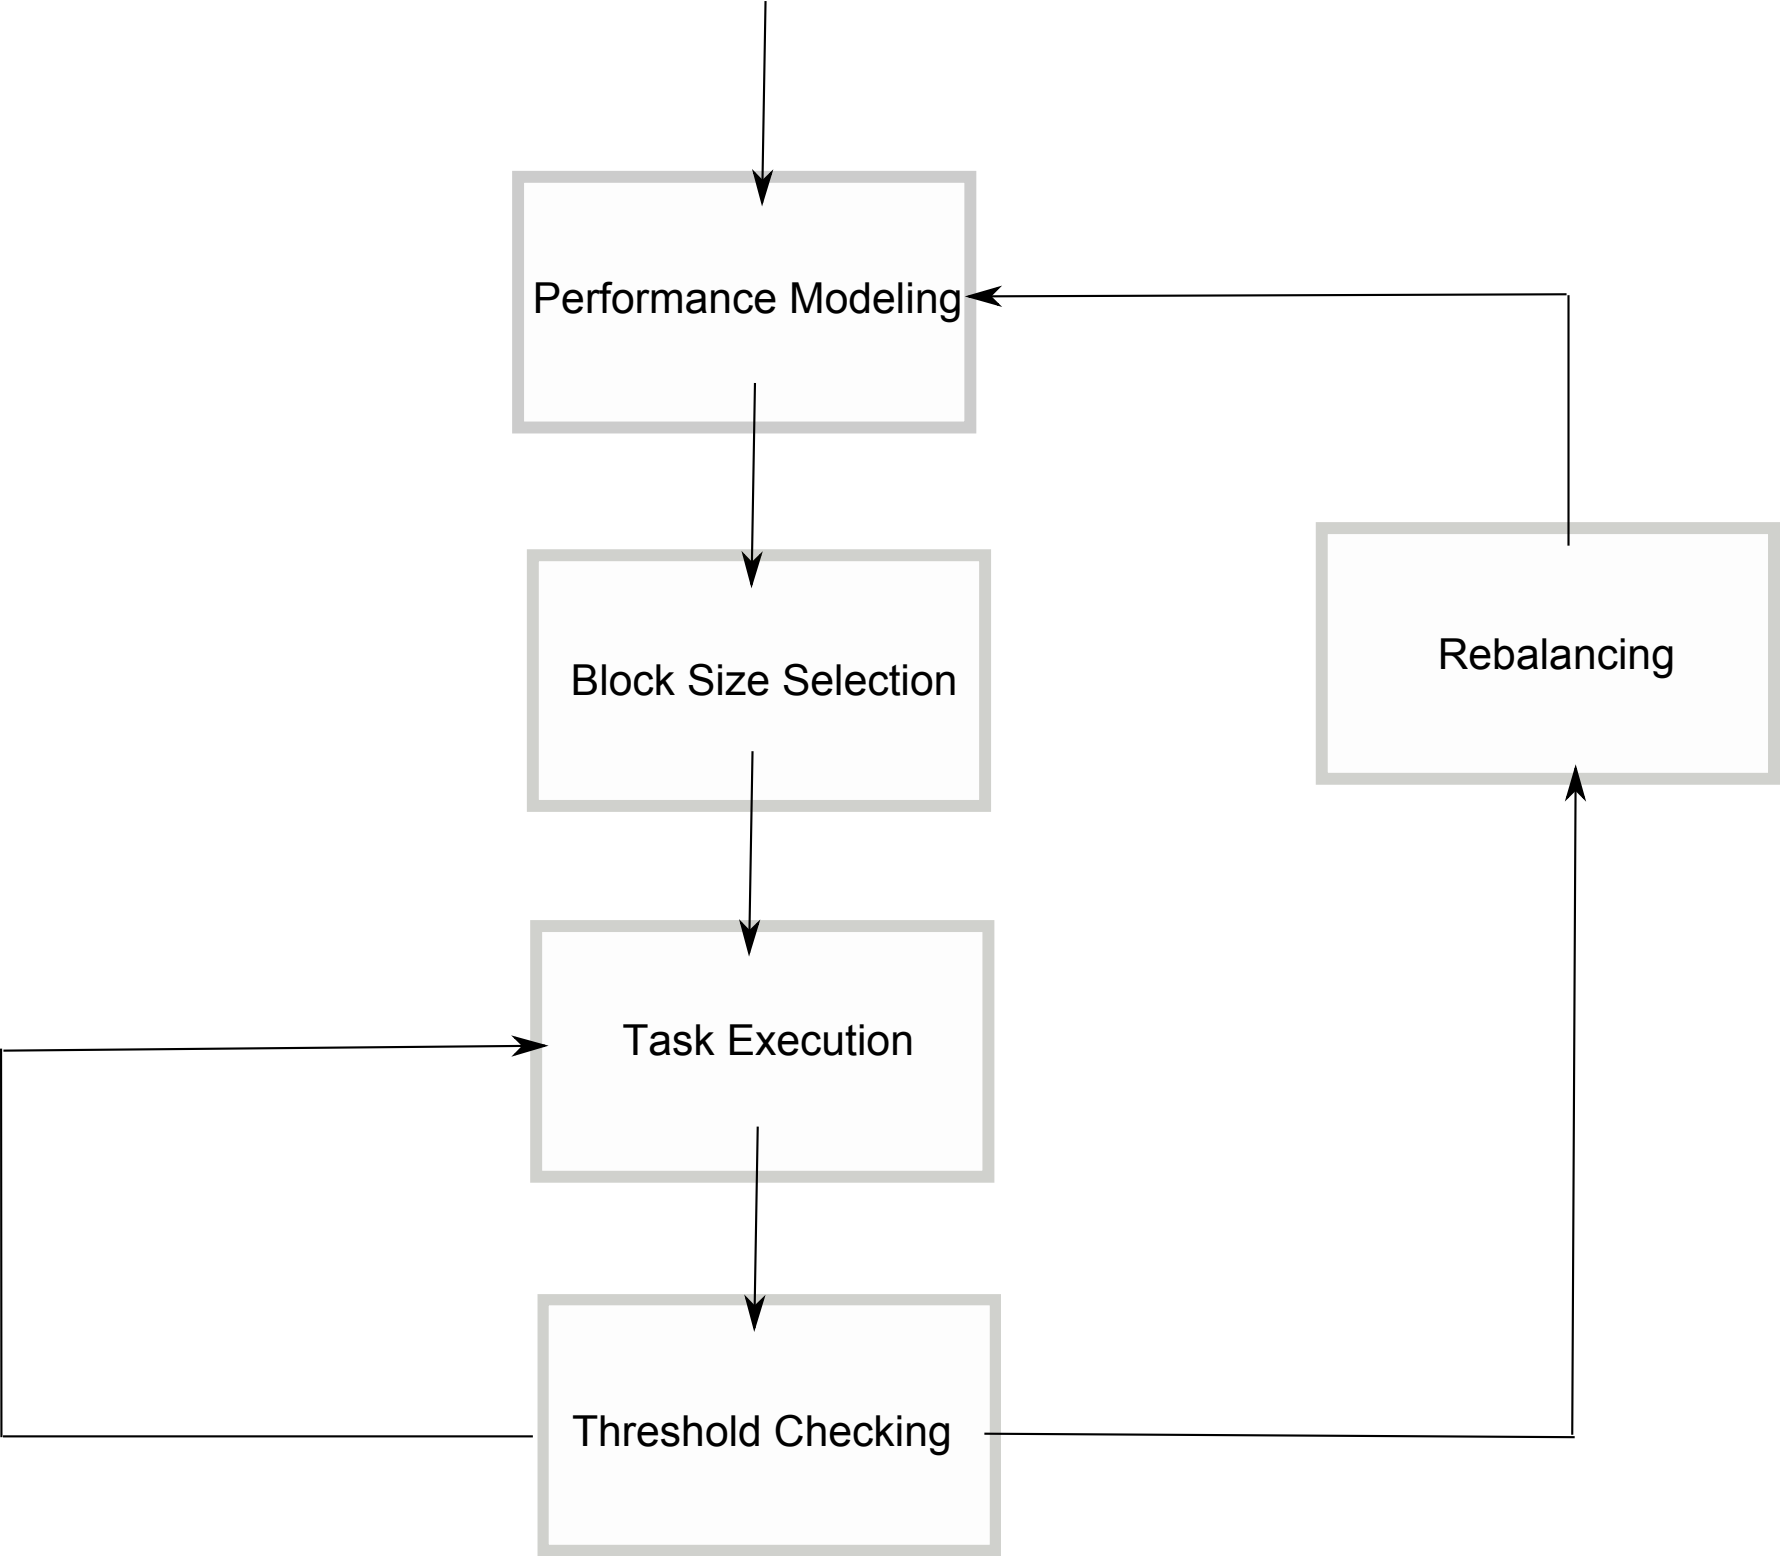 Performance Modeling
Block Size Selection
Rebalancing
Task Execution
Threshold Checking